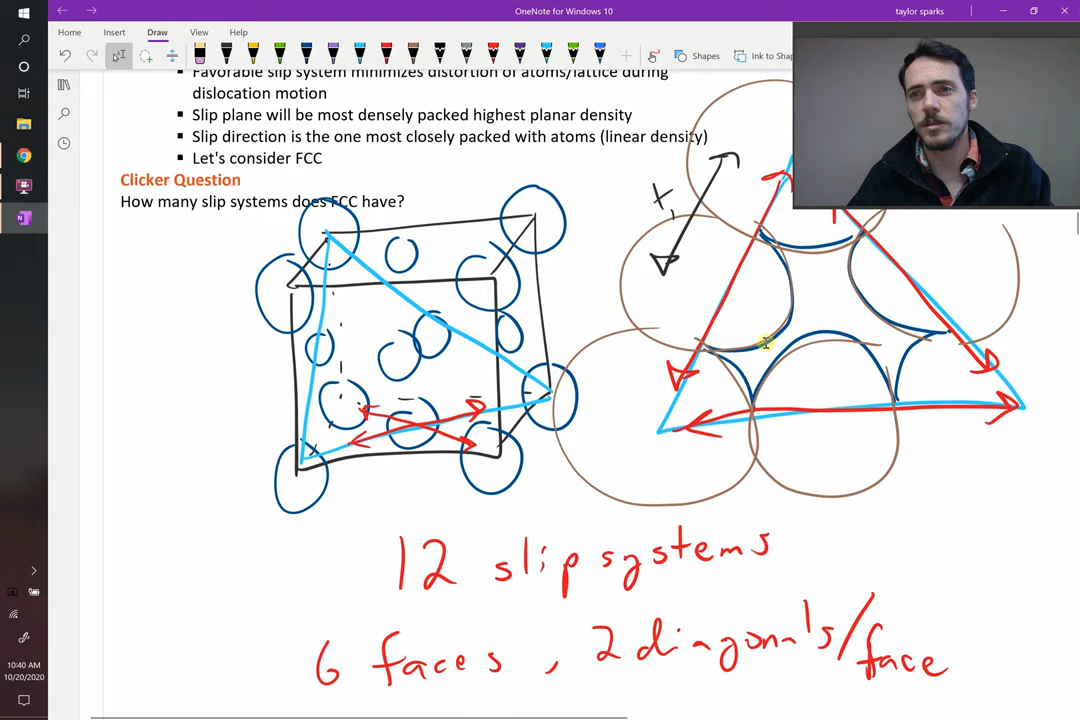 OneNote for Windows 10
taylor sparks
Home Insert Draw View Help
Shapes
Ink to Shap
Favorable slip system minimizes distortion of atoms/lattice during
dislocation motion
Slip plane will be most densely packed highest planar density
Slip direction is the one most closely packed with atoms (linear density)
Let's consider FCC
Clicker Question
How many slip systems does FCC have?
12 slip systems
6 faces, 2 diagonals/face
10:40 AM
10/20/2020